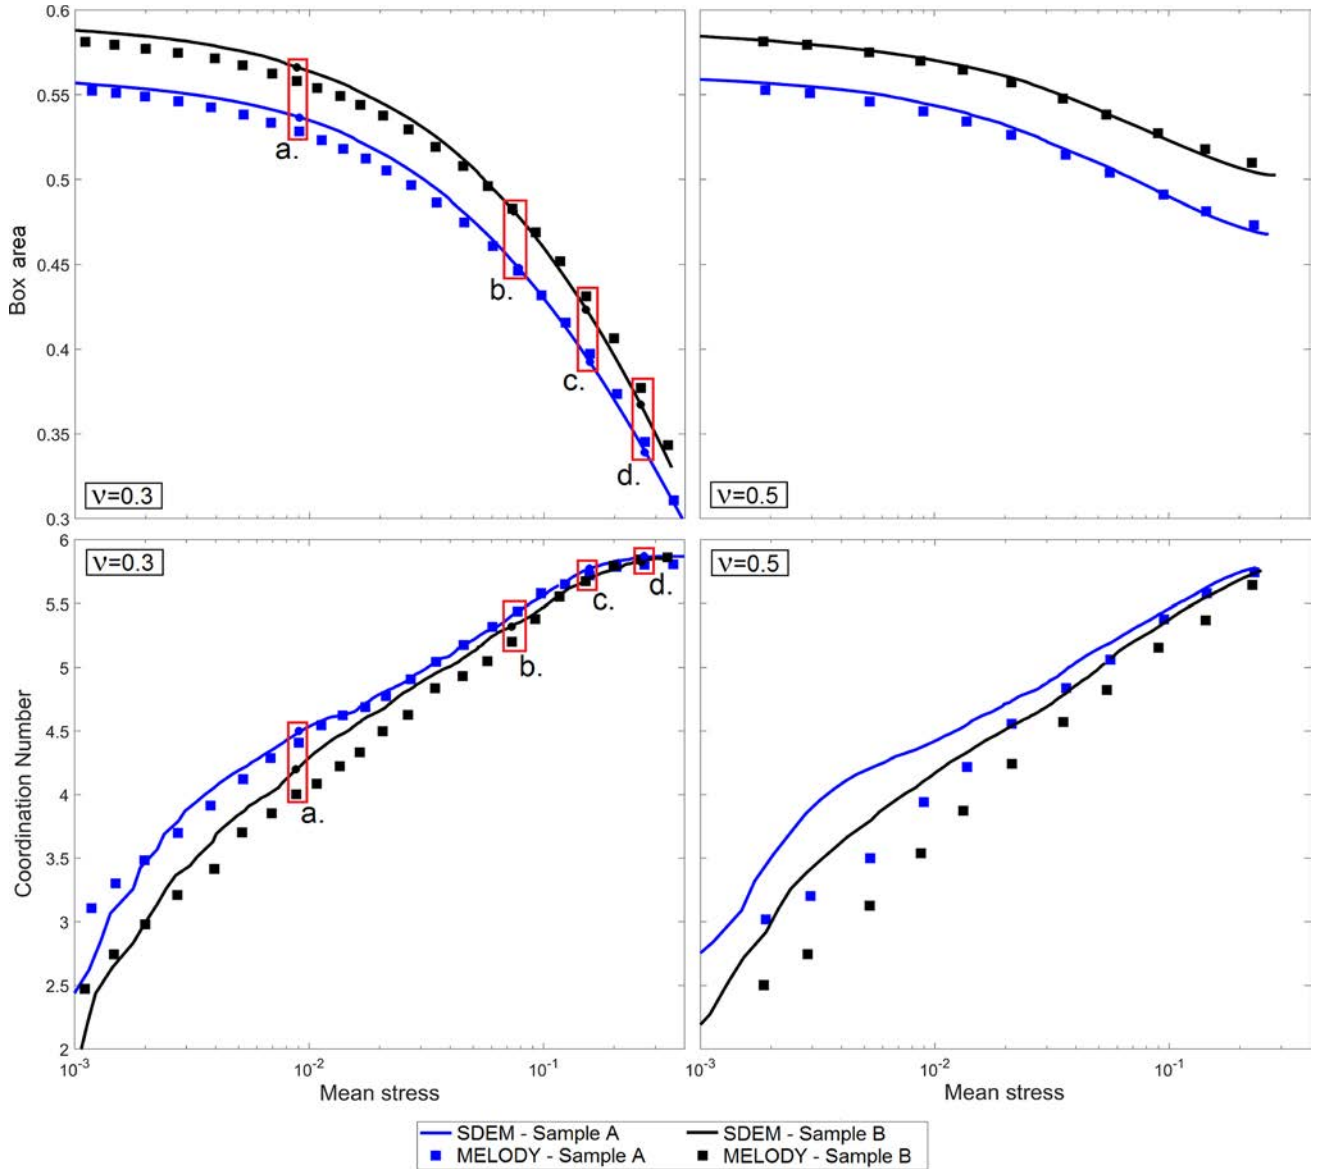 0.6
0.55
0.5
0.45
0.4
0.35
0.3
Box area
a.
b.
c.
d.
ν=0.3
ν=0.5
6
5.5
5
4.5
4
3.5
3
2.5
2
Coordination Number
ν=0.3
a.
b.
c.
d.
ν=0.5
10⁻³ 10⁻² 10⁻¹
10⁻³ 10⁻² 10⁻¹
Mean stress
Mean stress
SDEM - Sample A SDEM - Sample B
MELODY - Sample A MELODY - Sample B